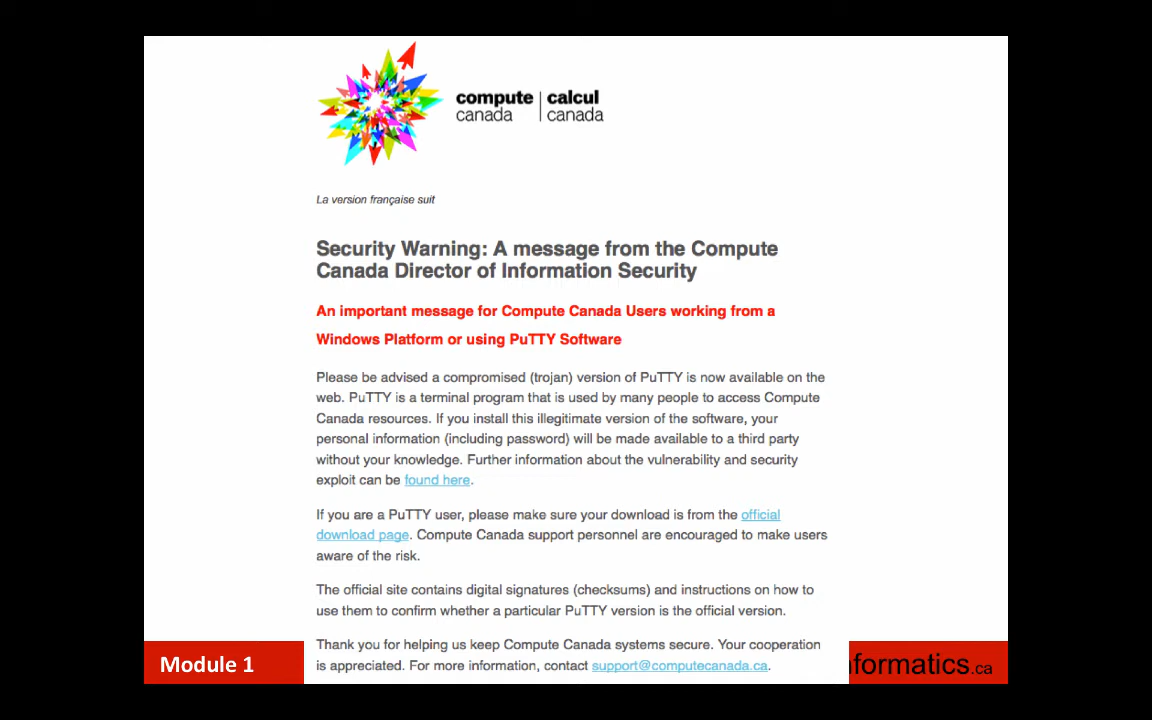 compute calcul
canada canada
La version française suit
Security Warning: A message from the Compute
Canada Director of Information Security
An important message for Compute Canada Users working from a
Windows Platform or using PuTTY Software
Please be advised a compromised (trojan) version of PuTTY is now available on the
web. PuTTY is a terminal program that is used by many people to access Compute
Canada resources. If you install this illegitimate version of the software, your
personal information (including password) will be made available to a third party
without your knowledge. Further information about the vulnerability and security
exploit can be found here.
If you are a PuTTY user, please make sure your download is from the official
download page. Compute Canada support personnel are encouraged to make users
aware of the risk.
The official site contains digital signatures (checksums) and instructions on how to
use them to confirm whether a particular PuTTY version is the official version.
Thank you for helping us keep Compute Canada systems secure. Your cooperation
is appreciated. For more information, contact support@computecanada.ca.
Module 1
nformatics.ca